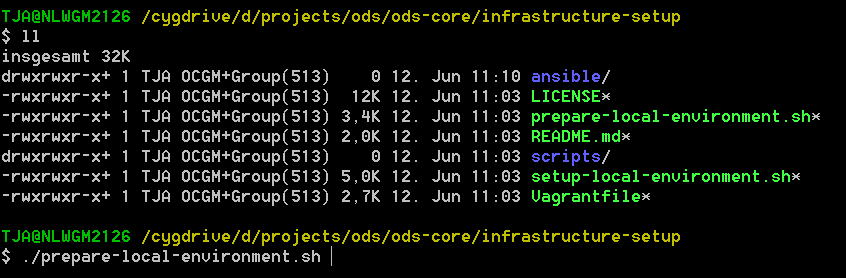 TJA@NLWGM2126 /cygdrive/d/projects/ods/ods-core/infrastructure-setup
$ ll
insgesamt 32K
drwxrwxr-x+ 1 TJA OCGM+Group(513)    0 12. Jun 11:10 ansible/
-rwxrwxr-x+ 1 TJA OCGM+Group(513)  12K 12. Jun 11:03 LICENSE*
-rwxrwxr-x+ 1 TJA OCGM+Group(513) 3,4K 12. Jun 11:03 prepare-local-environment.sh*
-rwxrwxr-x+ 1 TJA OCGM+Group(513) 2,0K 12. Jun 11:03 README.md*
drwxrwxr-x+ 1 TJA OCGM+Group(513)    0 12. Jun 11:03 scripts/
-rwxrwxr-x+ 1 TJA OCGM+Group(513) 5,0K 12. Jun 11:03 setup-local-environment.sh*
-rwxrwxr-x+ 1 TJA OCGM+Group(513) 2,7K 12. Jun 11:03 Vagrantfile*
TJA@NLWGM2126 /cygdrive/d/projects/ods/ods-core/infrastructure-setup
$ ./prepare-local-environment.sh